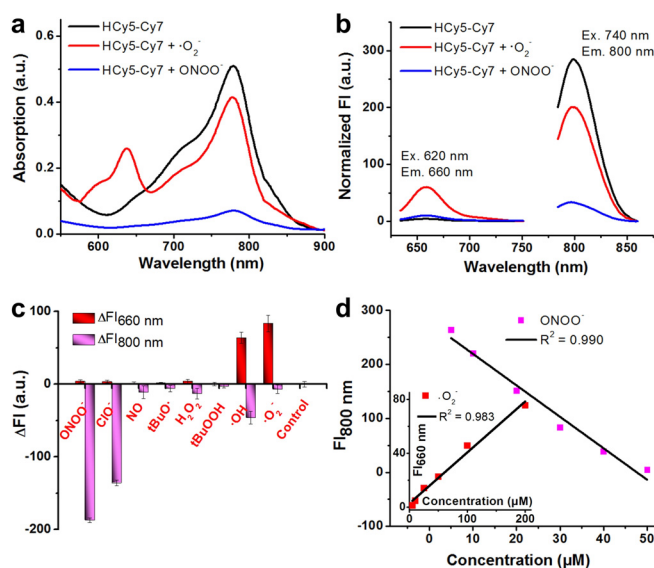 a
HCy5-Cy7
HCy5-Cy7 + ·O₂⁻
HCy5-Cy7 + ONOO⁻
0.6
0.4
0.2
0.0
Absorption (a.u.)
600 700 800 900
Wavelength (nm)
b
HCy5-Cy7
HCy5-Cy7 + ·O₂⁻
HCy5-Cy7 + ONOO⁻
Ex. 740 nm
Em. 800 nm
Ex. 620 nm
Em. 660 nm
300
250
200
150
100
50
0
Normalized FI (a.u.)
650 700 750 800 850
Wavelength (nm)
c
ΔFI660 nm
ΔFI800 nm
100
0
-100
-200
ΔFI (a.u.)
ONOO⁻
ClO⁻
NO
tBuO·
H₂O₂
tBuOOH
·OH
·O₂⁻
Control
d
ONOO⁻
R² = 0.990
300
200
100
0
-100
FI800 nm
0 10 20 30 40 50
Concentration (µM)
·O₂⁻
R² = 0.983
80
40
0
FI660 nm
0 100 200
Concentration (µM)